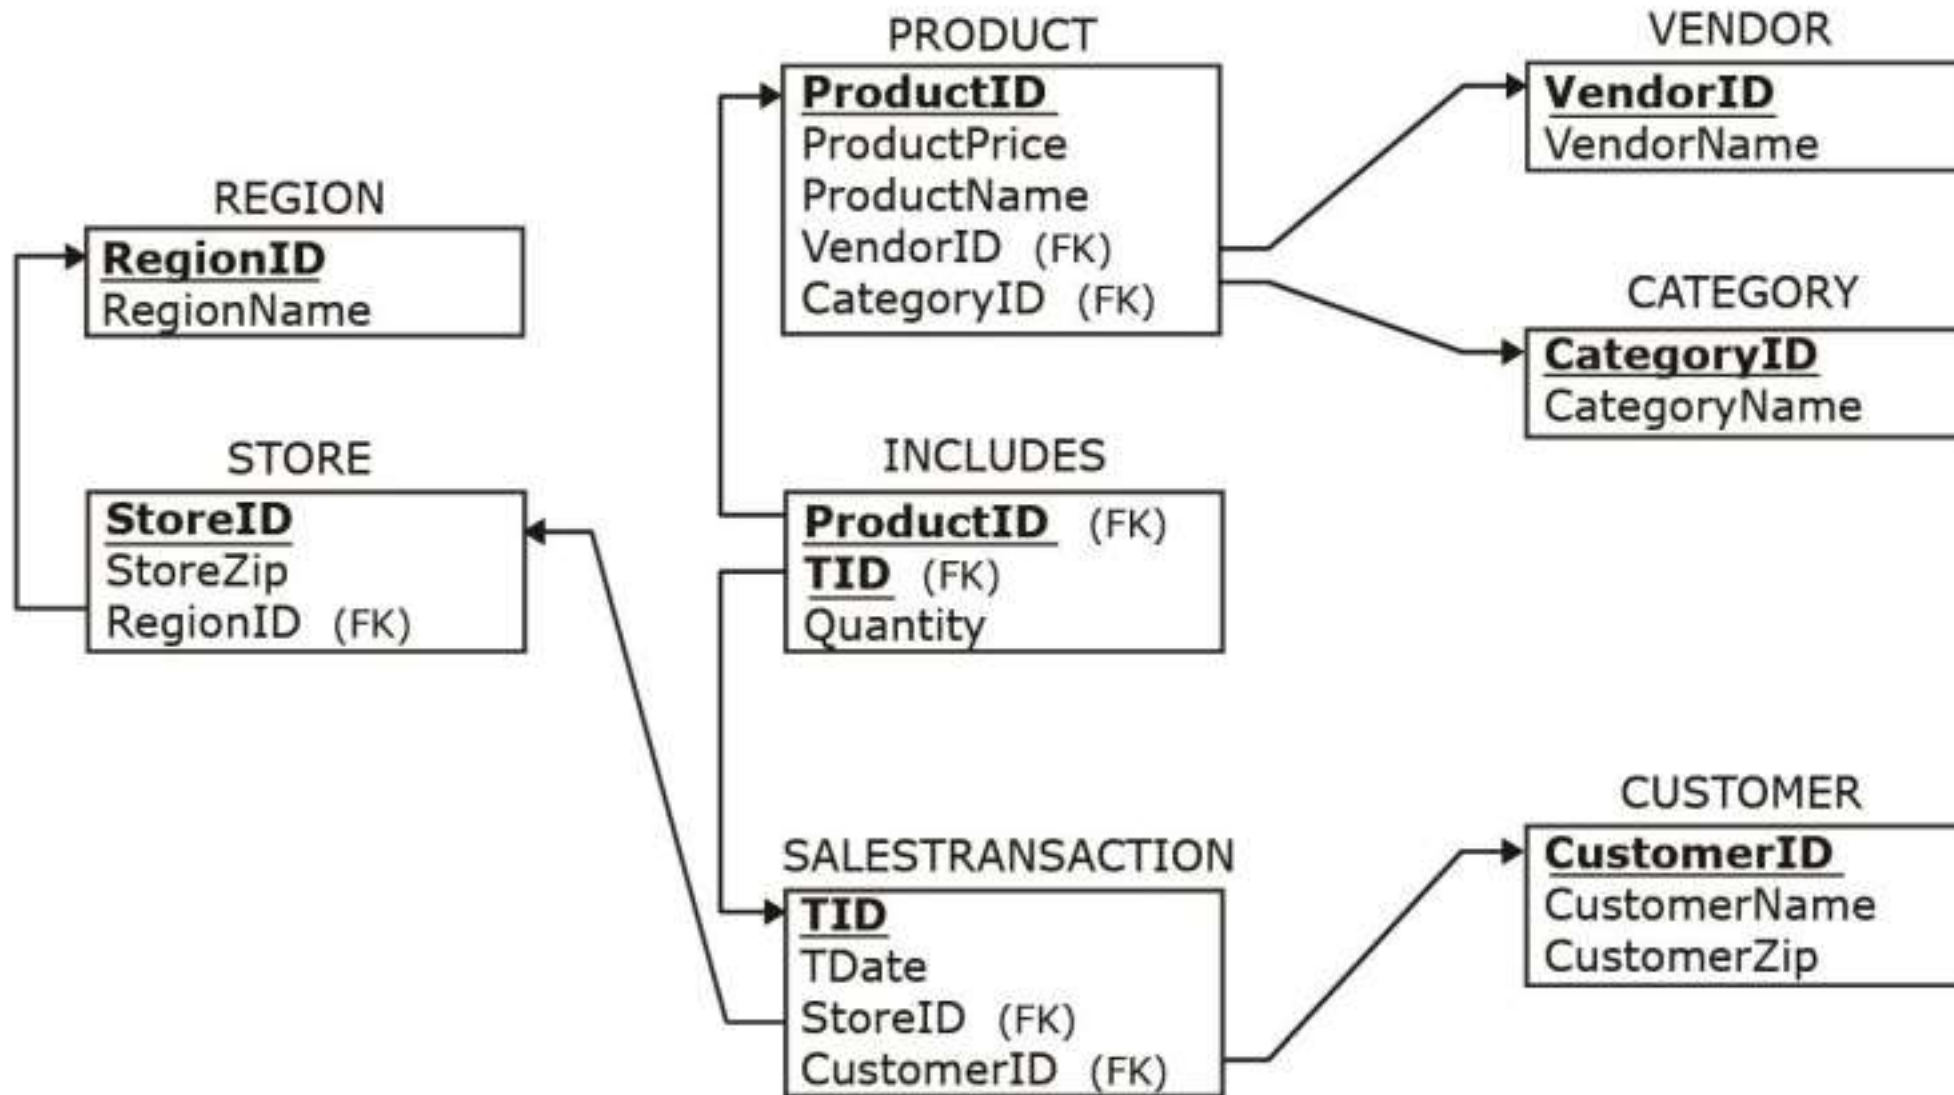 REGION
RegionID
RegionName
STORE
StoreID
StoreZip
RegionID (FK)
PRODUCT
ProductID
ProductPrice
ProductName
VendorID (FK)
CategoryID (FK)
INCLUDES
ProductID (FK)
TID (FK)
Quantity
SALESTRANSACTION
TID
TDate
StoreID (FK)
CustomerID (FK)
VENDOR
VendorID
VendorName
CATEGORY
CategoryID
CategoryName
CUSTOMER
CustomerID
CustomerName
CustomerZip